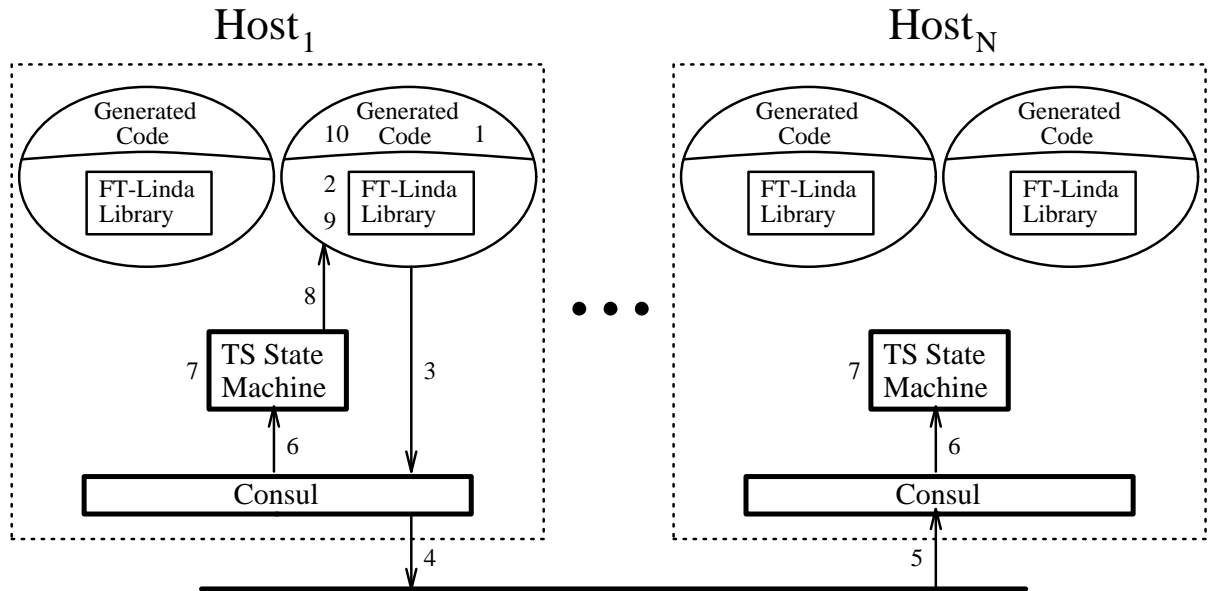 Host1
HostN
Generated
Code
Generated
10 Code 1
Generated
Code
Generated
Code
FT-Linda
Library
2
9
FT-Linda
Library
FT-Linda
Library
FT-Linda
Library
8
7
TS State
Machine
3
7
TS State
Machine
6
6
Consul
Consul
4
5